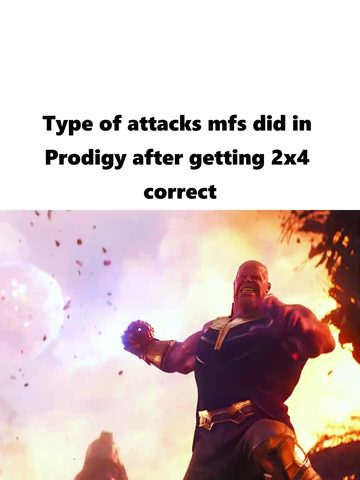 Type of attacks mfs did in
Prodigy after getting 2x4
correct